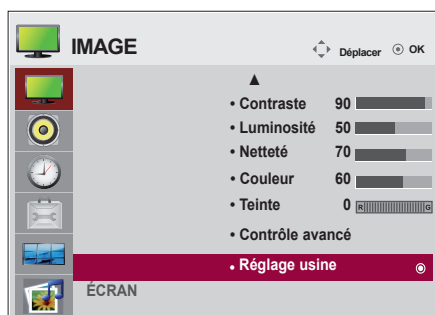 IMAGE
Déplacer OK
• Contraste 90
• Luminosité 50
• Netteté 70
• Couleur 60
• Teinte 0 R G
• Contrôle avancé
• Réglage usine
ÉCRAN